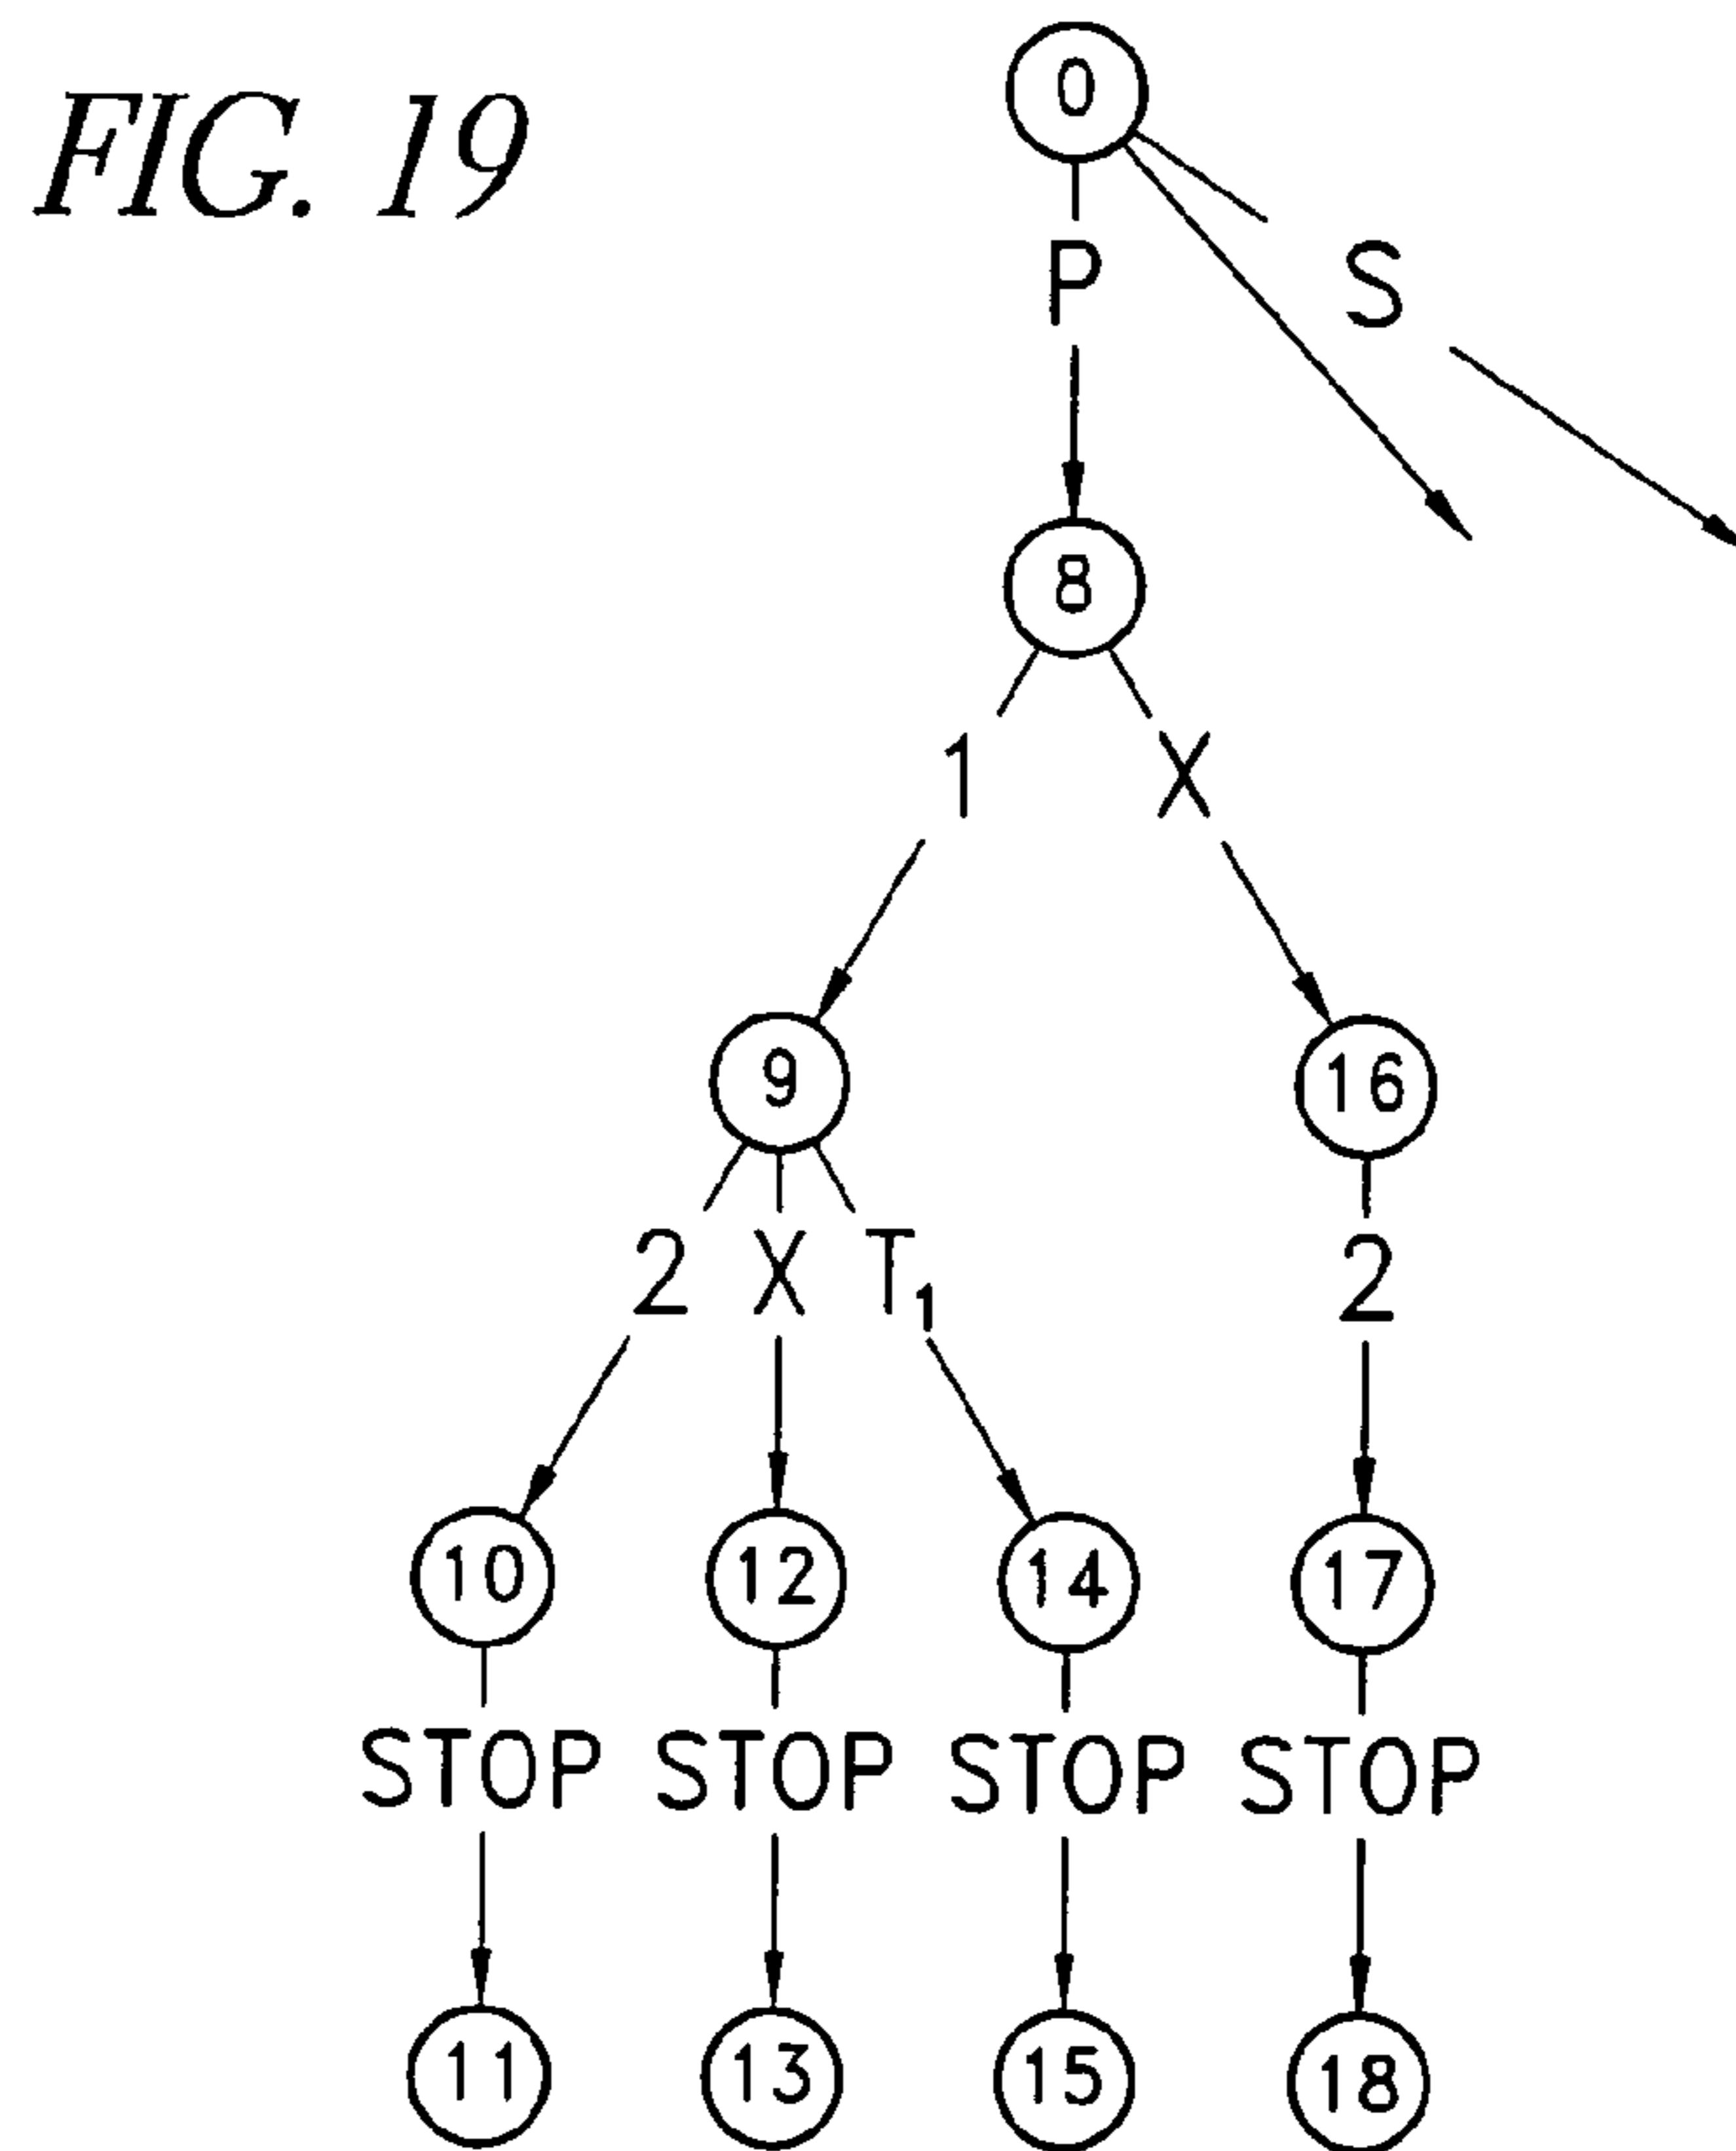 FIG. 19
0
P
S
8
1 X
9 16
2 X T₁ 2
10 12 14 17
STOP STOP STOP STOP
11 13 15 18